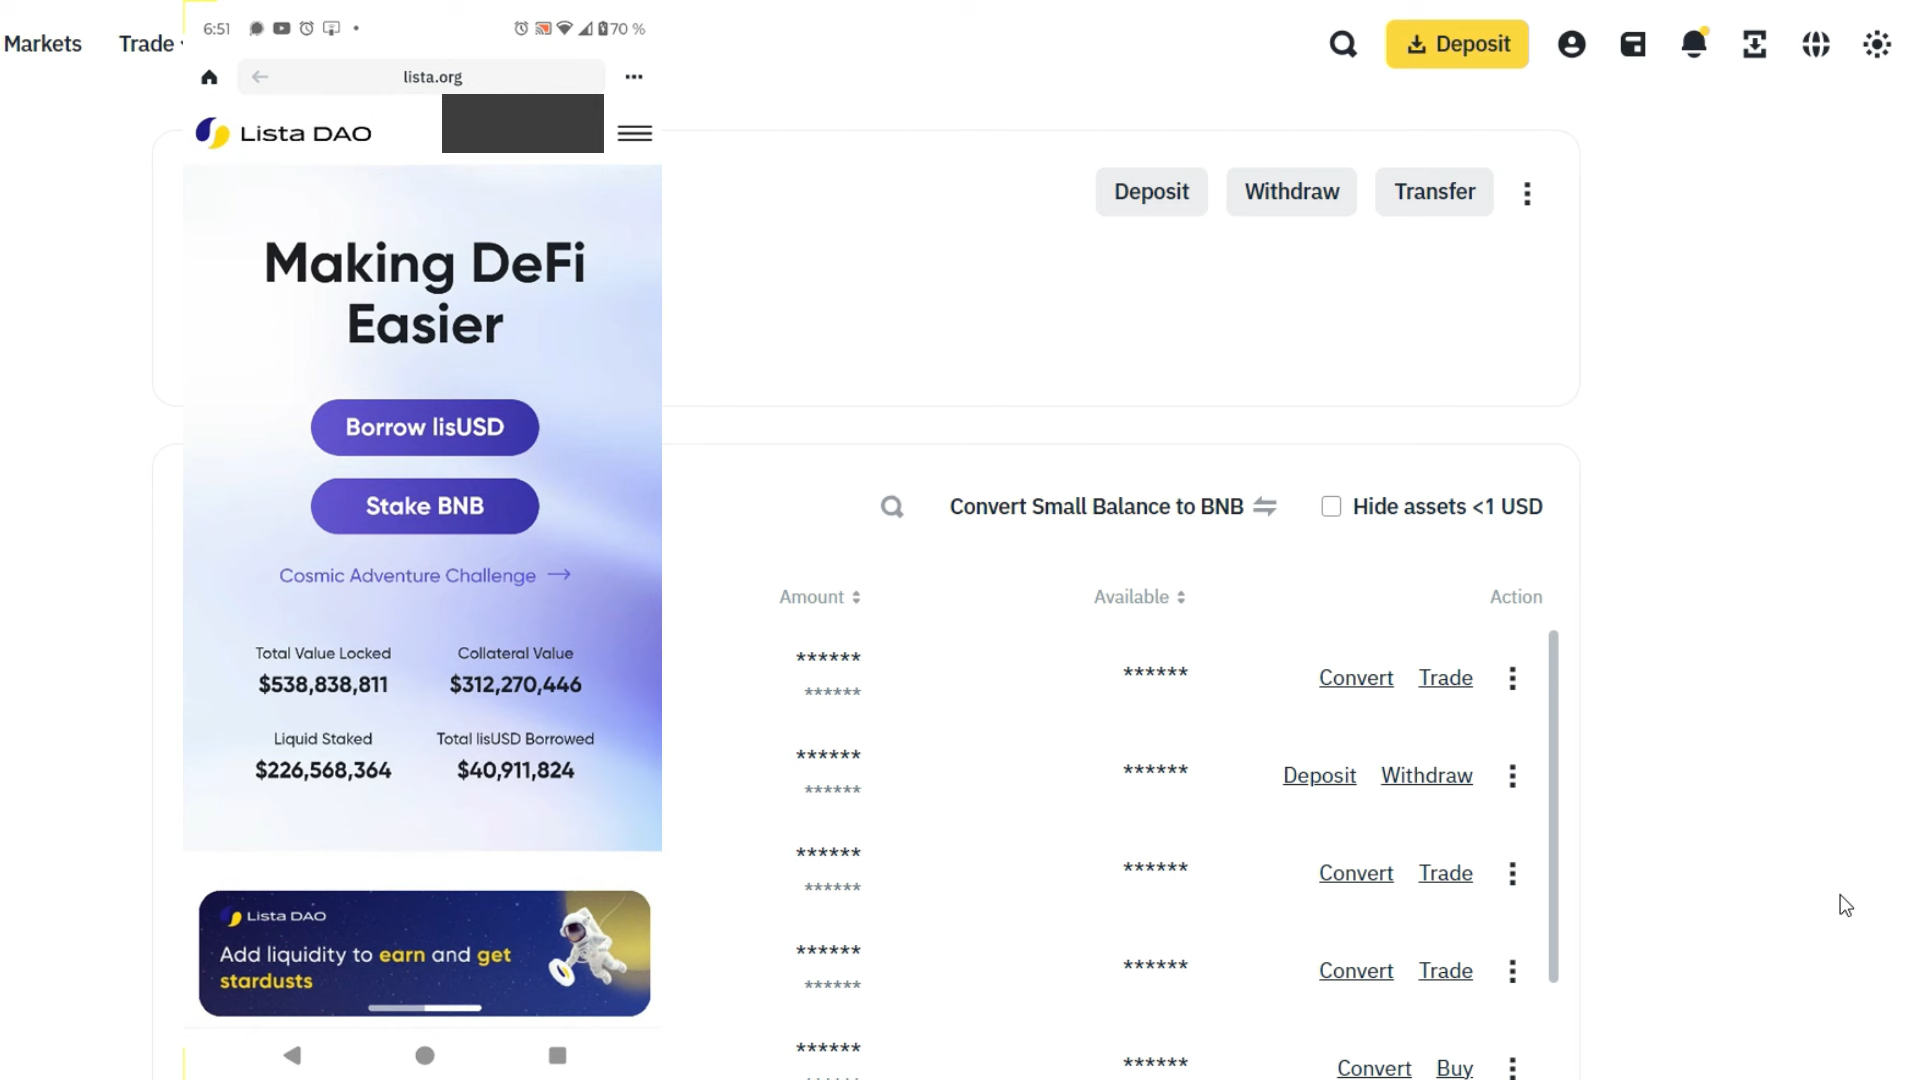 Markets
Trade
Deposit
6:51
70 %
lista.org
Lista DAO
Making DeFi
Easier
Borrow lisUSD
Stake BNB
Cosmic Adventure Challenge →
Total Value Locked
$538,838,811
Collateral Value
$312,270,446
Liquid Staked
$226,568,364
Total lisUSD Borrowed
$40,911,824
Lista DAO
Add liquidity to earn and get
stardusts
Deposit Withdraw Transfer
Convert Small Balance to BNB
Hide assets <1 USD
Amount Available Action
****** ****** Convert Trade
******
****** ****** Deposit Withdraw
******
****** ****** Convert Trade
******
****** ****** Convert Trade
******
****** ****** Convert Buy